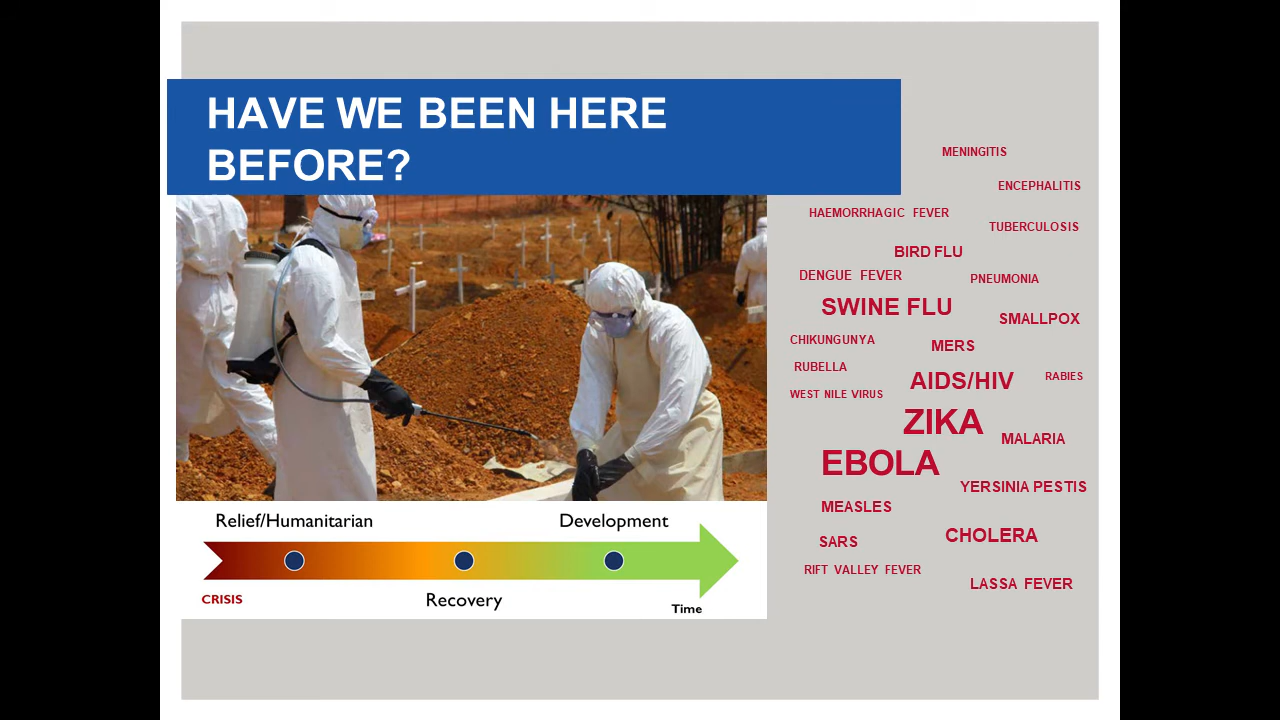 HAVE WE BEEN HERE
BEFORE?
MENINGITIS
ENCEPHALITIS
HAEMORRHAGIC FEVER
TUBERCULOSIS
BIRD FLU
DENGUE FEVER
PNEUMONIA
SWINE FLU
SMALLPOX
CHIKUNGUNYA
MERS
RUBELLA
AIDS/HIV
RABIES
WEST NILE VIRUS
ZIKA
MALARIA
EBOLA
YERSINIA PESTIS
MEASLES
CHOLERA
SARS
RIFT VALLEY FEVER
LASSA FEVER
Relief/Humanitarian
Development
CRISIS
Recovery
Time